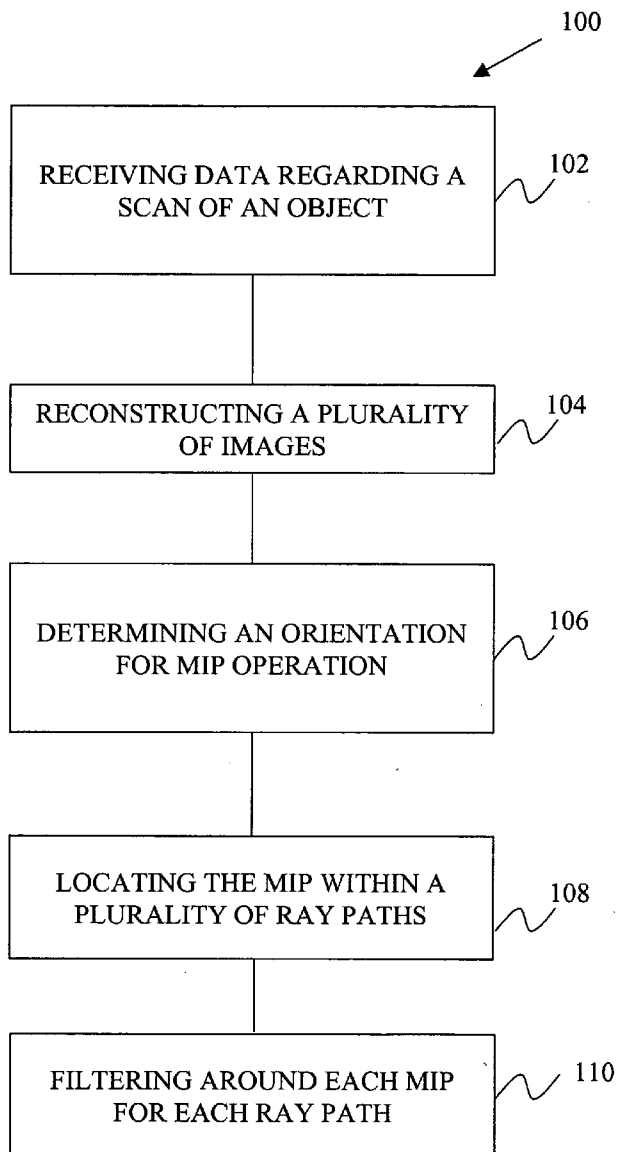 100
RECEIVING DATA REGARDING A
SCAN OF AN OBJECT
102
RECONSTRUCTING A PLURALITY
OF IMAGES
104
DETERMINING AN ORIENTATION
FOR MIP OPERATION
106
LOCATING THE MIP WITHIN A
PLURALITY OF RAY PATHS
108
FILTERING AROUND EACH MIP
FOR EACH RAY PATH
110